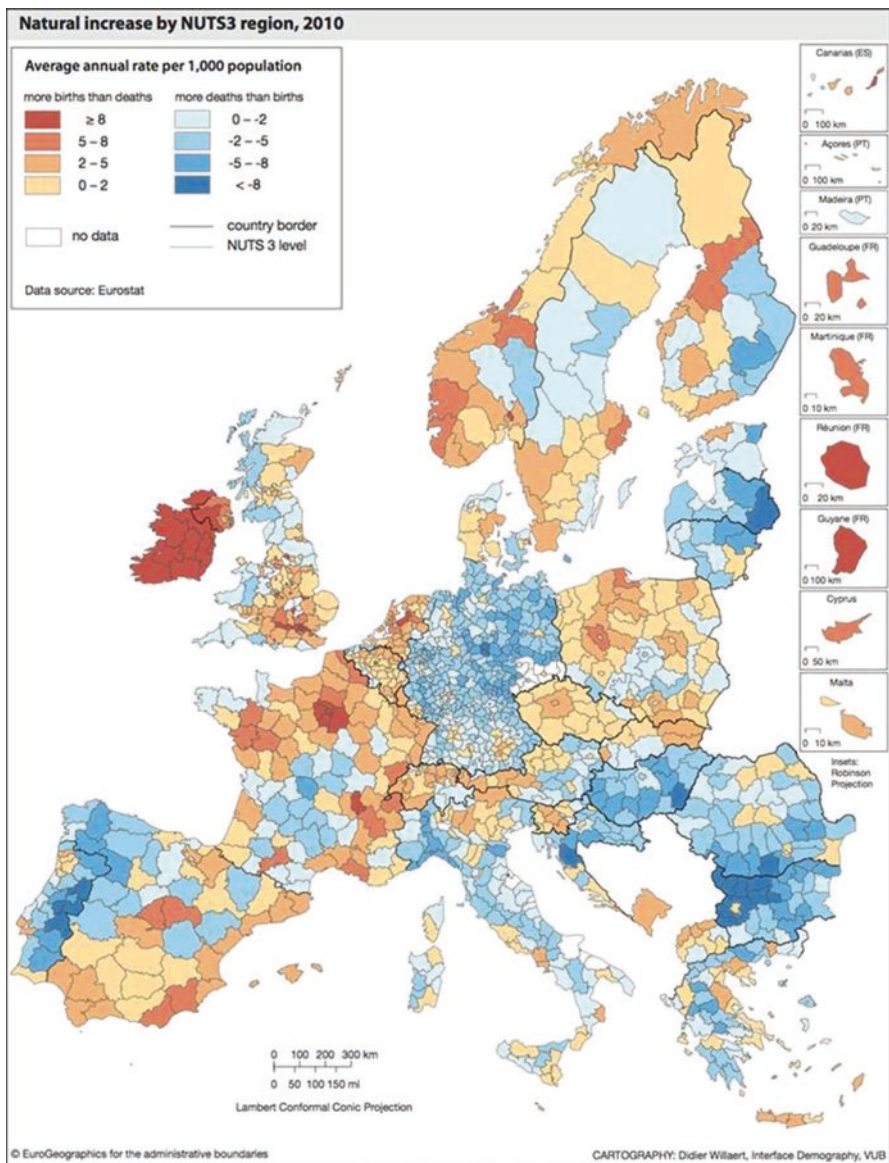 Natural increase by NUTS3 region, 2010
Average annual rate per 1,000 population
more births than deaths
more deaths than births
≥ 8
5 - 8
2 - 5
0 - 2
0 - -2
-2 - -5
-5 - -8
< -8
no data
country border
NUTS 3 level
Data source: Eurostat
Canarias (ES)
0 100 km
Açores (PT)
0 100 km
Madeira (PT)
0 20 km
Guadeloupe (FR)
0 20 km
Martinique (FR)
0 10 km
Réunion (FR)
0 20 km
Guyane (FR)
0 100 km
Cyprus
0 50 km
Malta
0 10 km
Insets:
Robinson
Projection
0 100 200 300 km
0 50 100 150 mi
Lambert Conformal Conic Projection
© EuroGeographics for the administrative boundaries
CARTOGRAPHY: Didier Willaert, Interface Demography, VUB